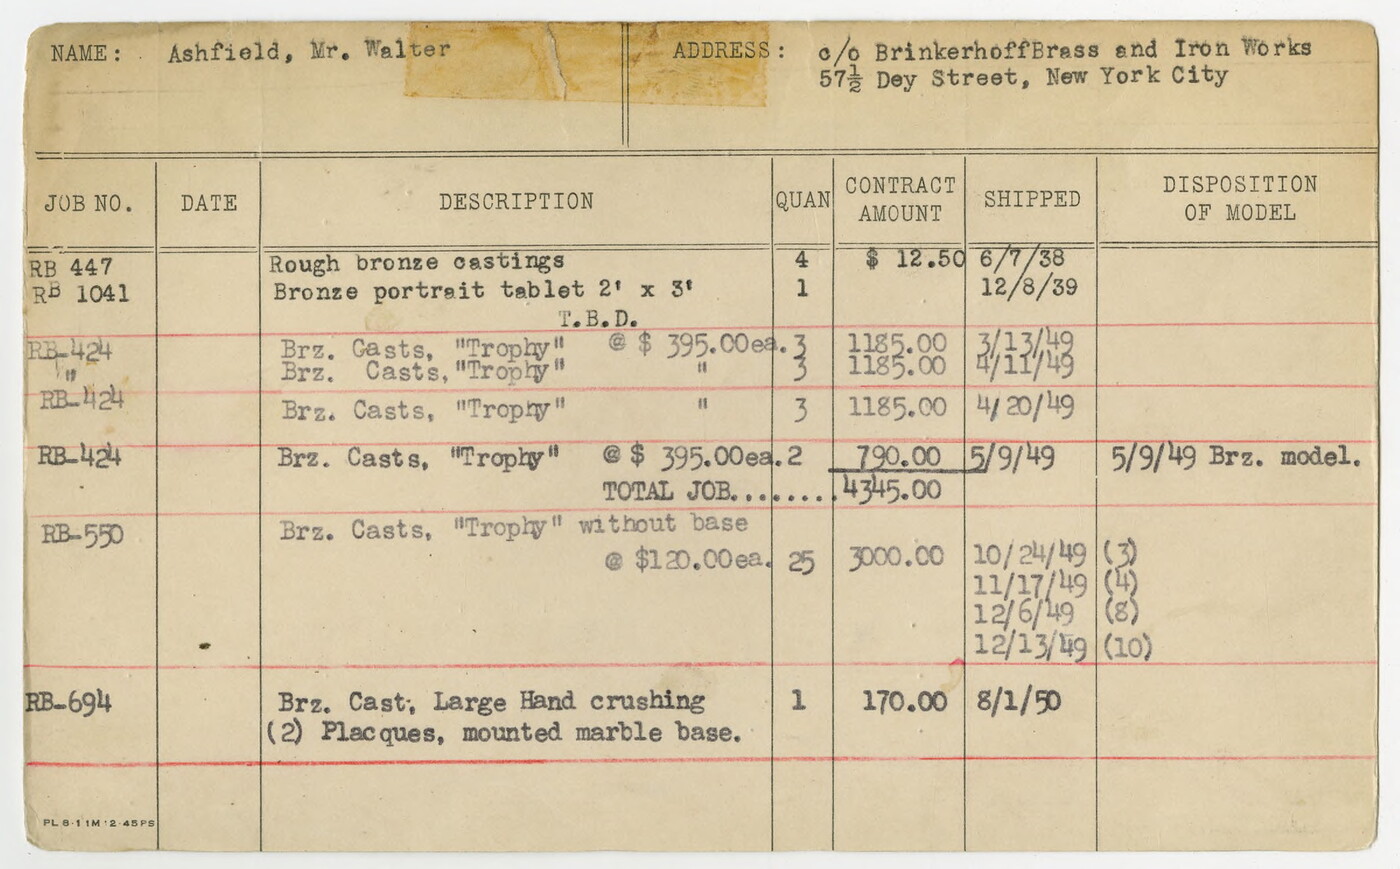 NAME: Ashfield, Mr. Walter ADDRESS: c/o BrinkerhoffBrass and Iron Works
57½ Dey Street, New York City
JOB NO. DATE DESCRIPTION QUAN CONTRACT AMOUNT SHIPPED DISPOSITION OF MODEL
RB 447 Rough bronze castings 4 $ 12.50 6/7/38
RB 1041 Bronze portrait tablet 2' x 3' 1 12/8/39
T.B.D.
RB-424 Brz. Casts, "Trophy" @ $ 395.00ea. 3 1185.00 3/13/49
" Brz. Casts, "Trophy" " 3 1185.00 4/11/49
RB-424 Brz. Casts, "Trophy" " 3 1185.00 4/20/49
RB-424 Brz. Casts, "Trophy" @ $ 395.00ea. 2 790.00 5/9/49 5/9/49 Brz. model.
TOTAL JOB........ 4345.00
RB-550 Brz. Casts, "Trophy" without base
@ $120.00ea. 25 3000.00 10/24/49 (3)
11/17/49 (4)
12/6/49 (8)
12/13/49 (10)
RB-694 Brz. Cast, Large Hand crushing 1 170.00 8/1/50
(2) Placques, mounted marble base.